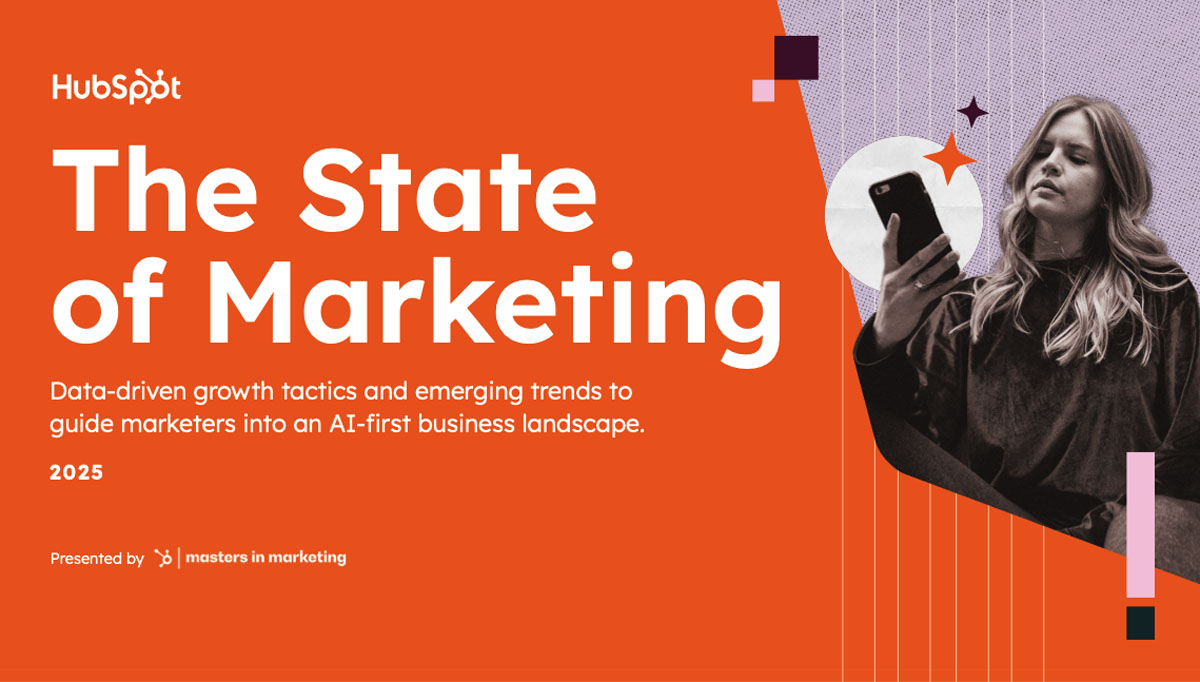 HubSpot
The State
of Marketing
Data-driven growth tactics and emerging trends to
guide marketers into an AI-first business landscape.
2025
Presented by masters in marketing